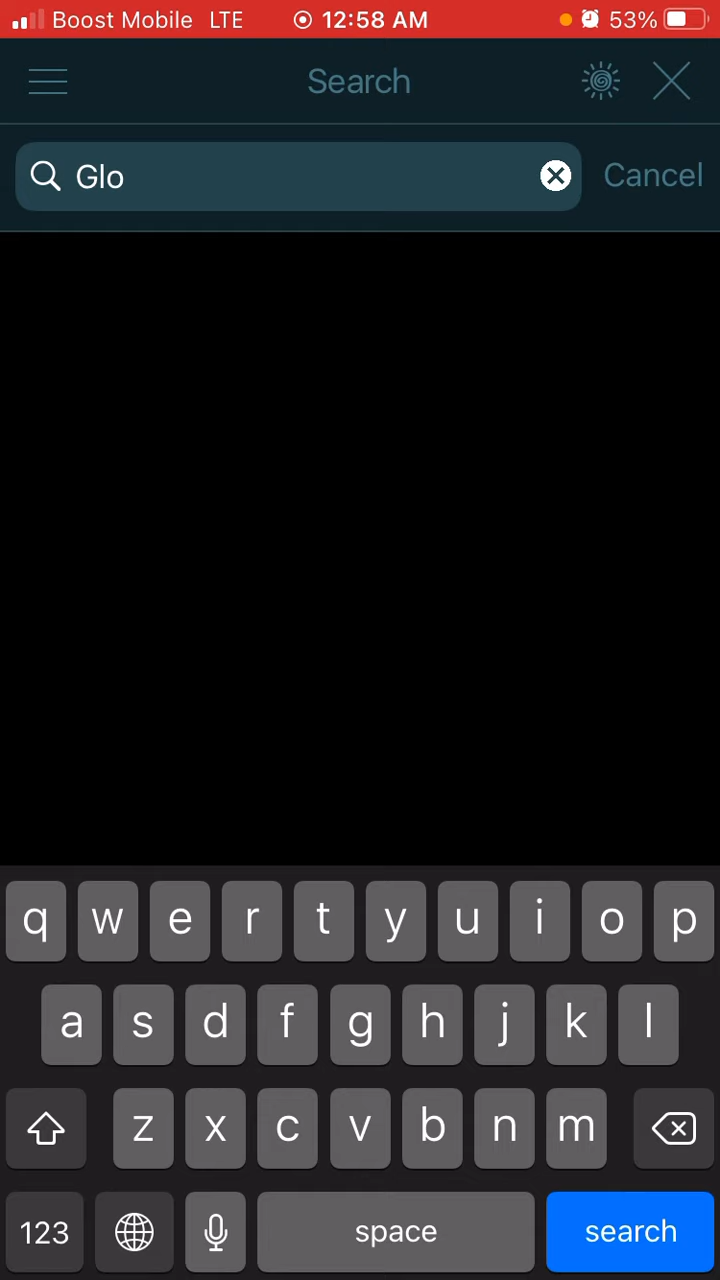 Boost Mobile LTE 12:58 AM 53%
Search
Glo Cancel
q w e r t y u i o p
a s d f g h j k l
z x c v b n m
123 space search